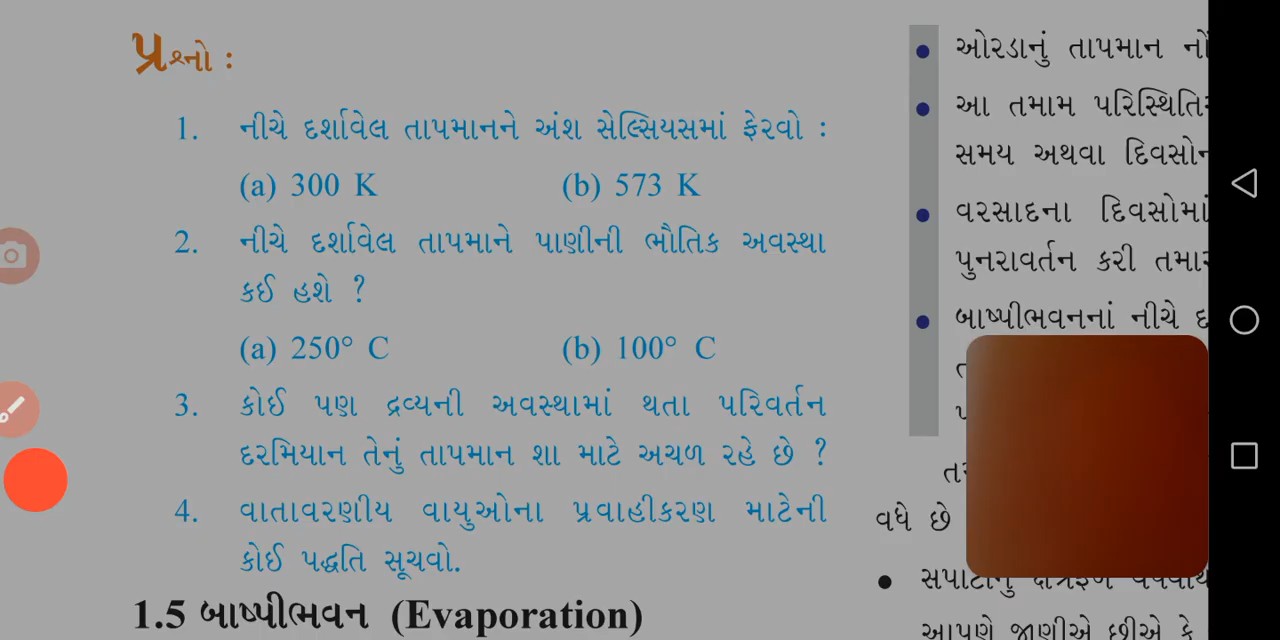 પ્રશ્નો :
1. નીચે દર્શાવેલ તાપમાનને અંશ સેલ્સિયસમાં ફેરવો :
(a) 300 K (b) 573 K
2. નીચે દર્શાવેલ તાપમાને પાણીની ભૌતિક અવસ્થા
કઈ હશે ?
(a) 250° C (b) 100° C
3. કોઈ પણ દ્રવ્યની અવસ્થામાં થતા પરિવર્તન
દરમિયાન તેનું તાપમાન શા માટે અચળ રહે છે ?
4. વાતાવરણીય વાયુઓના પ્રવાહીકરણ માટેની
કોઈ પદ્ધતિ સૂચવો.
1.5 બાષ્પીભવન (Evaporation)
• ઓરડાનું તાપમાન
• આ તમામ
સમય અથવા
• વરસાદના દિવસોમાં
પુનરાવર્તન કરી
• બાષ્પીભવનનાં નીચે
વધે છે
•
આપણે જાણીએ છીએ કે